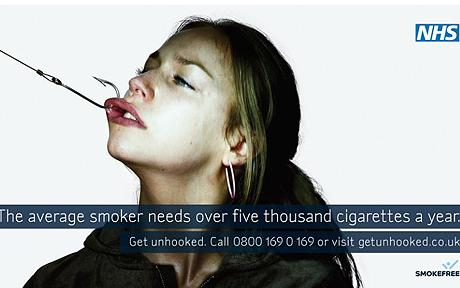 NHS
The average smoker needs over five thousand cigarettes a year.
Get unhooked. Call 0800 169 0 169 or visit getunhooked.co.uk
SMOKEFREE